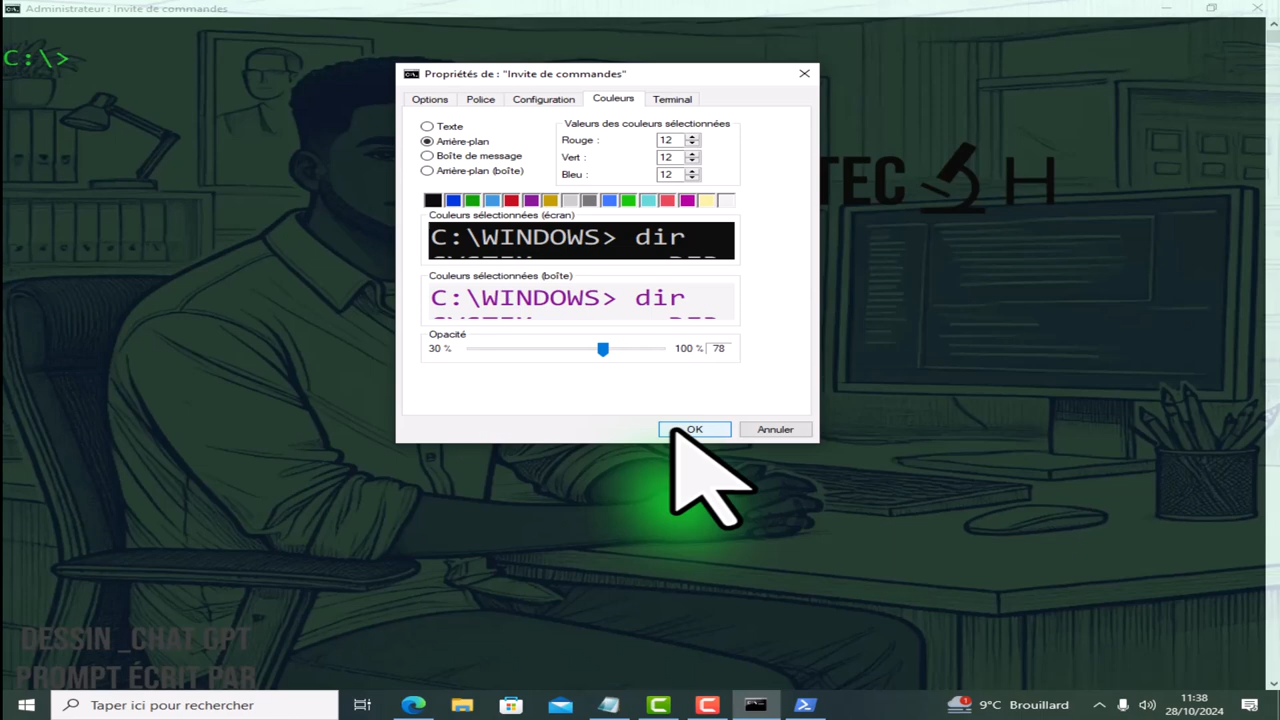 Administrateur : Invite de commandes
C:\>
Propriétés de : "Invite de commandes"
Options Police Configuration Couleurs Terminal
Texte
Arrière-plan
Boîte de message
Arrière-plan (boîte)
Valeurs des couleurs sélectionnées
Rouge : 12
Vert : 12
Bleu : 12
Couleurs sélectionnées (écran)
C:\WINDOWS> dir
Couleurs sélectionnées (boîte)
C:\WINDOWS> dir
Opacité
30 % 100 % 78
OK Annuler
TEC H
DESSIN _CHAT GPT
PROMPT ÉCRIT PAR
Taper ici pour rechercher
9°C Brouillard
11:38
28/10/2024